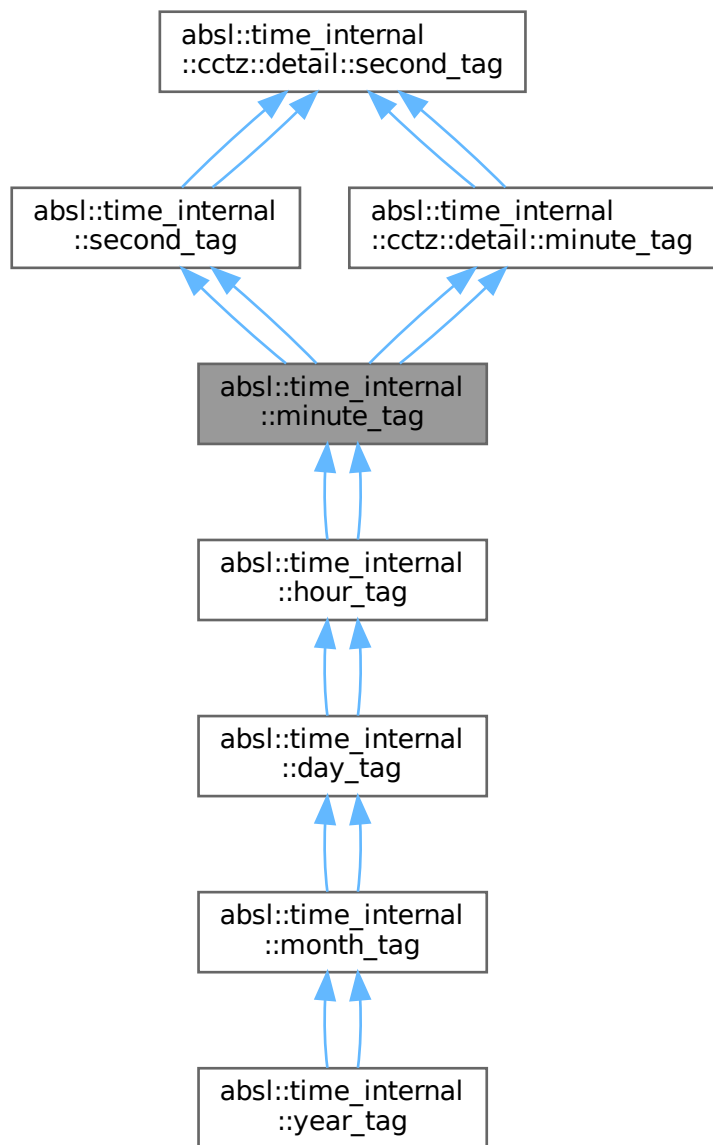 absl::time_internal
::cctz::detail::second_tag
absl::time_internal
::second_tag
absl::time_internal
::cctz::detail::minute_tag
absl::time_internal
::minute_tag
absl::time_internal
::hour_tag
absl::time_internal
::day_tag
absl::time_internal
::month_tag
absl::time_internal
::year_tag